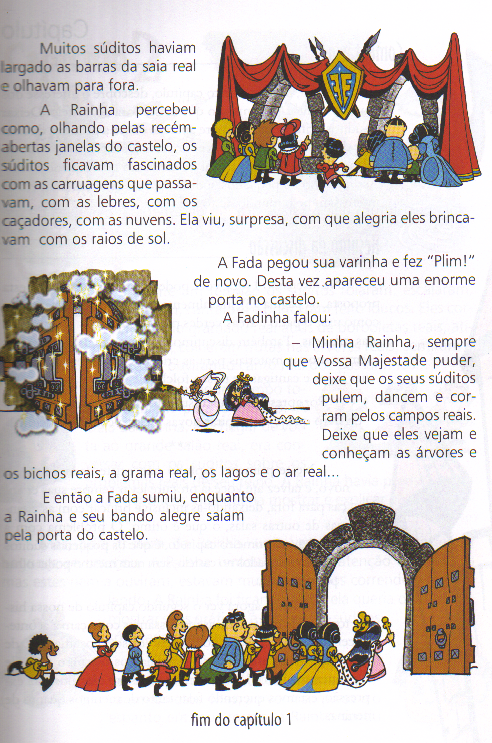 Muitos súditos haviam
largado as barras da saia real
e olhavam para fora.
A Rainha percebeu
como, olhando pelas recém-
abertas janelas do castelo, os
súditos ficavam fascinados
com as carruagens que passa-
vam, com as lebres, com os
caçadores, com as nuvens. Ela viu, surpresa, com que alegria eles brinca-
vam com os raios de sol.
A Fada pegou sua varinha e fez “Plim!”
de novo. Desta vez apareceu uma enorme
porta no castelo.
A Fadinha falou:
– Minha Rainha, sempre
que Vossa Majestade puder,
deixe que os seus súditos
pulem, dancem e cor-
ram pelos campos reais.
Deixe que eles vejam e
conheçam as árvores e
os bichos reais, a grama real, os lagos e o ar real...
E então a Fada sumiu, enquanto
a Rainha e seu bando alegre saíam
pela porta do castelo.
fim do capítulo 1